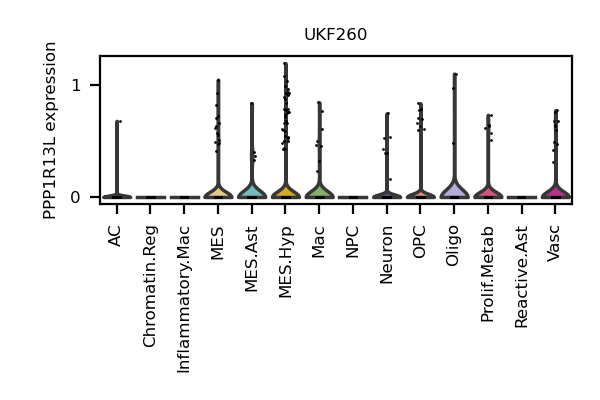 UKF260
PPP1R13L expression
1
0
AC
Chromatin.Reg
Inflammatory.Mac
MES
MES.Ast
MES.Hyp
Mac
NPC
Neuron
OPC
Oligo
Prolif.Metab
Reactive.Ast
Vasc